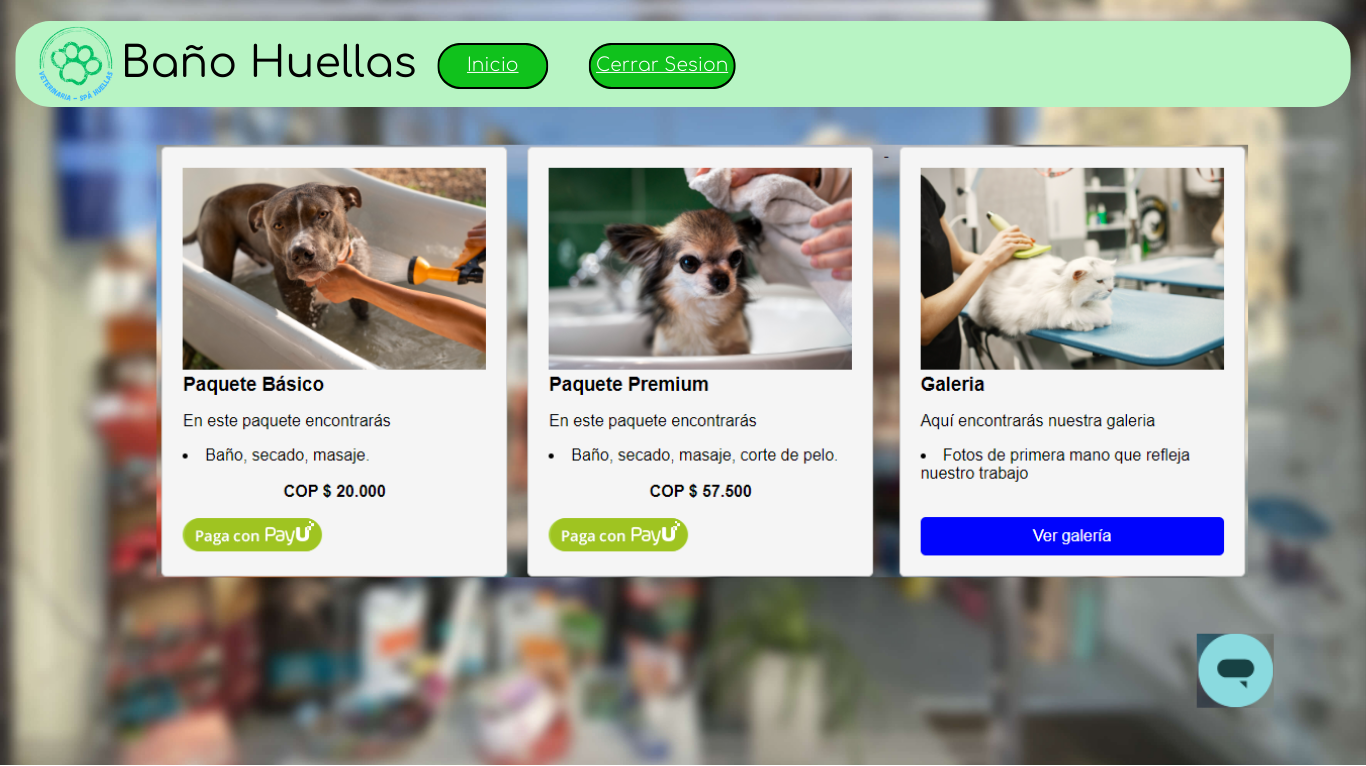 VETERINARIA – SPÁ HUELLAS
Baño Huellas
Inicio
Cerrar Sesion
-
Paquete Básico
En este paquete encontrarás
• Baño, secado, masaje.
COP $ 20.000
Paga con PayU
Paquete Premium
En este paquete encontrarás
• Baño, secado, masaje, corte de pelo.
COP $ 57.500
Paga con PayU
Galeria
Aquí encontrarás nuestra galeria
• Fotos de primera mano que refleja
nuestro trabajo
Ver galería